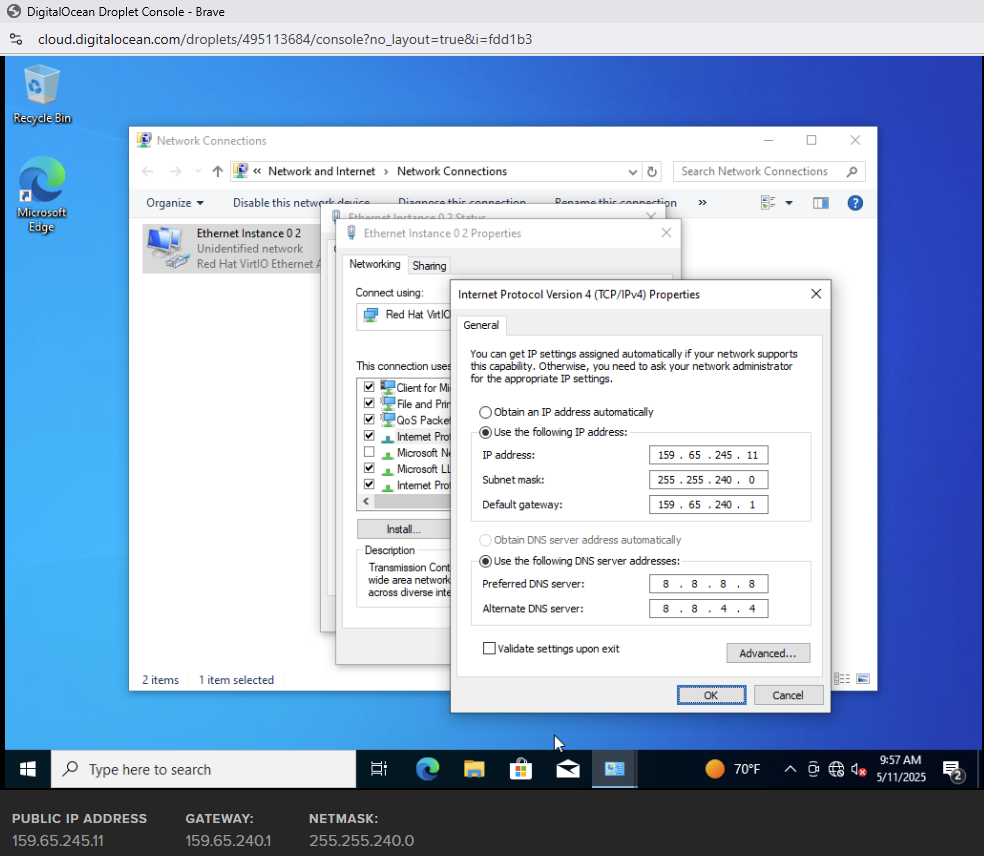 DigitalOcean Droplet Console - Brave
cloud.digitalocean.com/droplets/495113684/console?no_layout=true&i=fdd1b3
Recycle Bin
Microsoft
Edge
Network Connections
« Network and Internet › Network Connections
Search Network Connections
Organize
Disable this network device
Diagnose this connection
Rename this connection
»
Ethernet Instance 0 2
Unidentified network
Red Hat VirtIO Ethernet A
2 items
1 item selected
Ethernet Instance 0 2 Status
Ethernet Instance 0 2 Properties
Networking
Sharing
Connect using:
Red Hat VirtIO
This connection uses
Client for Mi
File and Prin
QoS Packe
Internet Prot
Microsoft Ne
Microsoft LL
Internet Prot
Install...
Description
Transmission Cont
wide area network
across diverse inte
Internet Protocol Version 4 (TCP/IPv4) Properties
General
You can get IP settings assigned automatically if your network supports
this capability. Otherwise, you need to ask your network administrator
for the appropriate IP settings.
Obtain an IP address automatically
Use the following IP address:
IP address: 159 . 65 . 245 . 11
Subnet mask: 255 . 255 . 240 . 0
Default gateway: 159 . 65 . 240 . 1
Obtain DNS server address automatically
Use the following DNS server addresses:
Preferred DNS server: 8 . 8 . 8 . 8
Alternate DNS server: 8 . 8 . 4 . 4
Validate settings upon exit
Advanced...
OK
Cancel
Type here to search
70°F
9:57 AM
5/11/2025
2
PUBLIC IP ADDRESS
159.65.245.11
GATEWAY:
159.65.240.1
NETMASK:
255.255.240.0